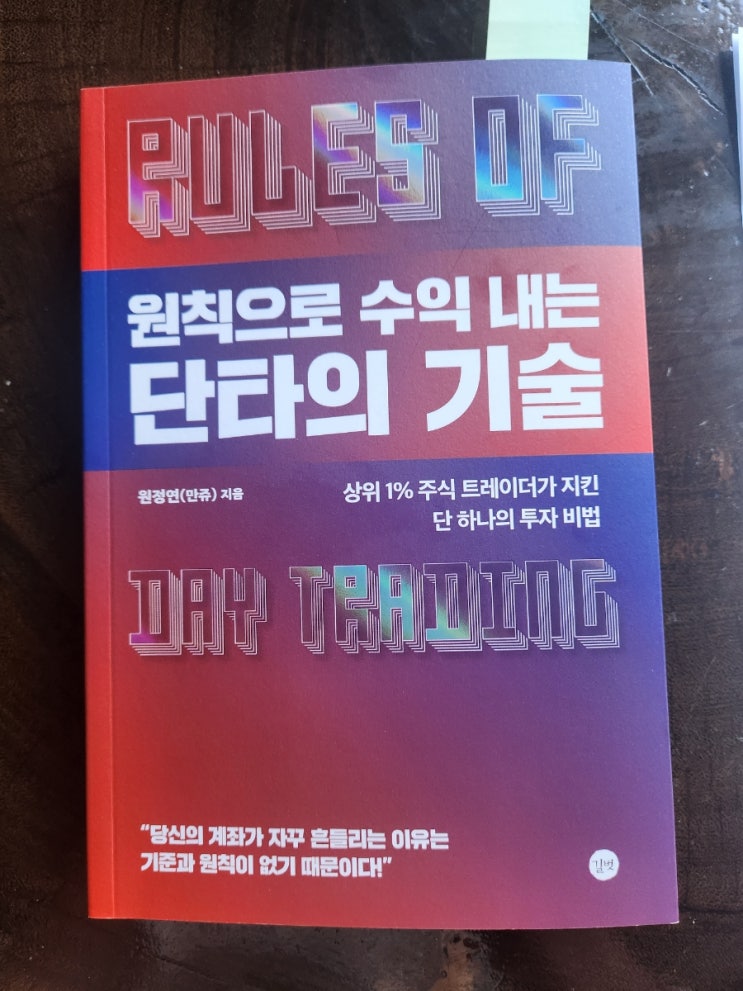 RULES OF
원칙으로 수익 내는
단타의 기술
원정연(만쥬) 지음
상위 1% 주식 트레이더가 지킨
단 하나의 투자 비법
DAY TRADING
“당신의 계좌가 자꾸 흔들리는 이유는
기준과 원칙이 없기 때문이다!”
길벗